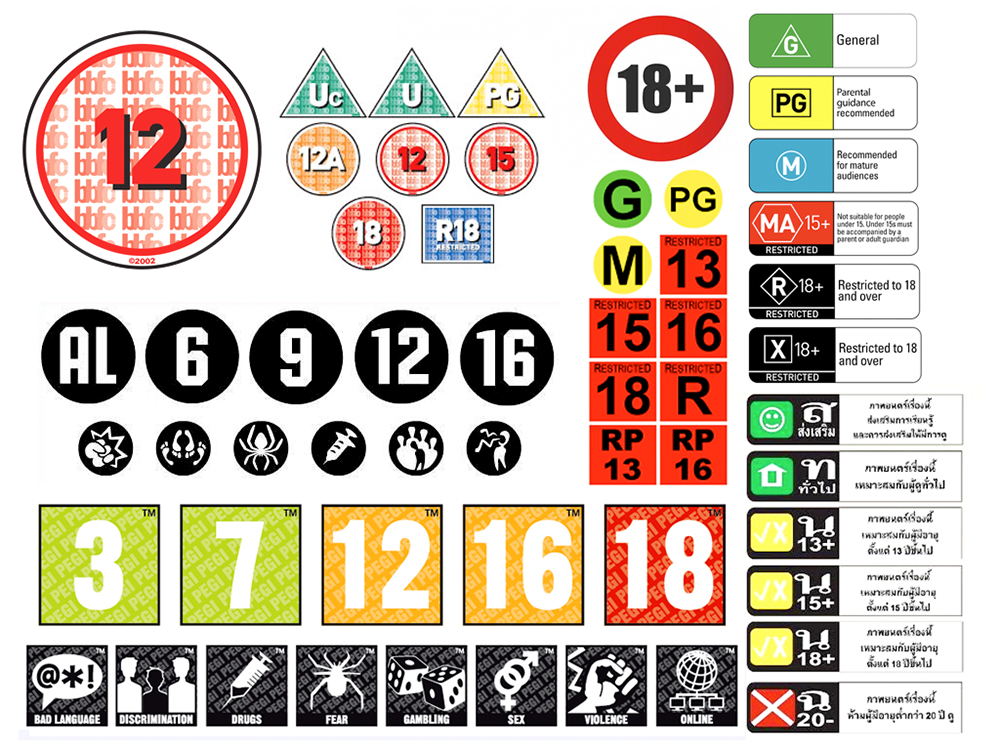 12
©2002
Uc
U
PG
12A
12
15
18
R18
RESTRICTED
18+
G
PG
M
RESTRICTED
13
RESTRICTED
15
RESTRICTED
16
RESTRICTED
18
RESTRICTED
R
RP
13
RP
16
G
General
PG
Parental
guidance
recommended
M
Recommended
for mature
audiences
MA 15+
RESTRICTED
Not suitable for people
under 15. Under 15s must
be accompanied by a
parent or adult guardian
R 18+
RESTRICTED
Restricted to 18
and over
X 18+
RESTRICTED
Restricted to 18
and over
AL
6
9
12
16
ส
ส่งเสริม
ภาพยนตร์เรื่องนี้
ส่งเสริมการเรียนรู้
และควรส่งเสริมให้มีการดู
ท
ทั่วไป
ภาพยนตร์เรื่องนี้
เหมาะสมกับผู้ดูทั่วไป
√X
น
13+
ภาพยนตร์เรื่องนี้
เหมาะสมกับผู้มีอายุ
ตั้งแต่ 13 ปีขึ้นไป
√X
น
15+
ภาพยนตร์เรื่องนี้
เหมาะสมกับผู้มีอายุ
ตั้งแต่ 15 ปีขึ้นไป
√X
น
18+
ภาพยนตร์เรื่องนี้
เหมาะสมกับผู้มีอายุ
ตั้งแต่ 18 ปีขึ้นไป
ฉ
20-
ภาพยนตร์เรื่องนี้
ห้ามผู้มีอายุต่ำกว่า 20 ปี ดู
3 TM
7 TM
12 TM
16 TM
18 TM
@*!
BAD LANGUAGE
DISCRIMINATION
DRUGS
FEAR
GAMBLING
SEX
VIOLENCE
ONLINE